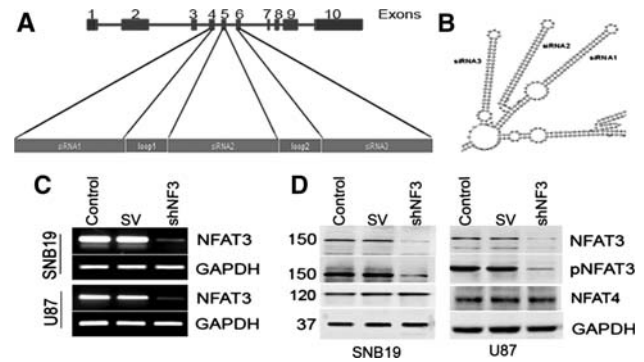 A
1 2 3 4 5 6 7 8 9 10 Exons
siRNA1 loop1 siRNA2 loop2 siRNA3
B
siRNA3
siRNA2
siRNA1
C
Control SV shNF3
SNB19
NFAT3
GAPDH
U87
NFAT3
GAPDH
D
Control SV shNF3 Control SV shNF3
150 NFAT3
150 pNFAT3
120 NFAT4
37 GAPDH
SNB19 U87